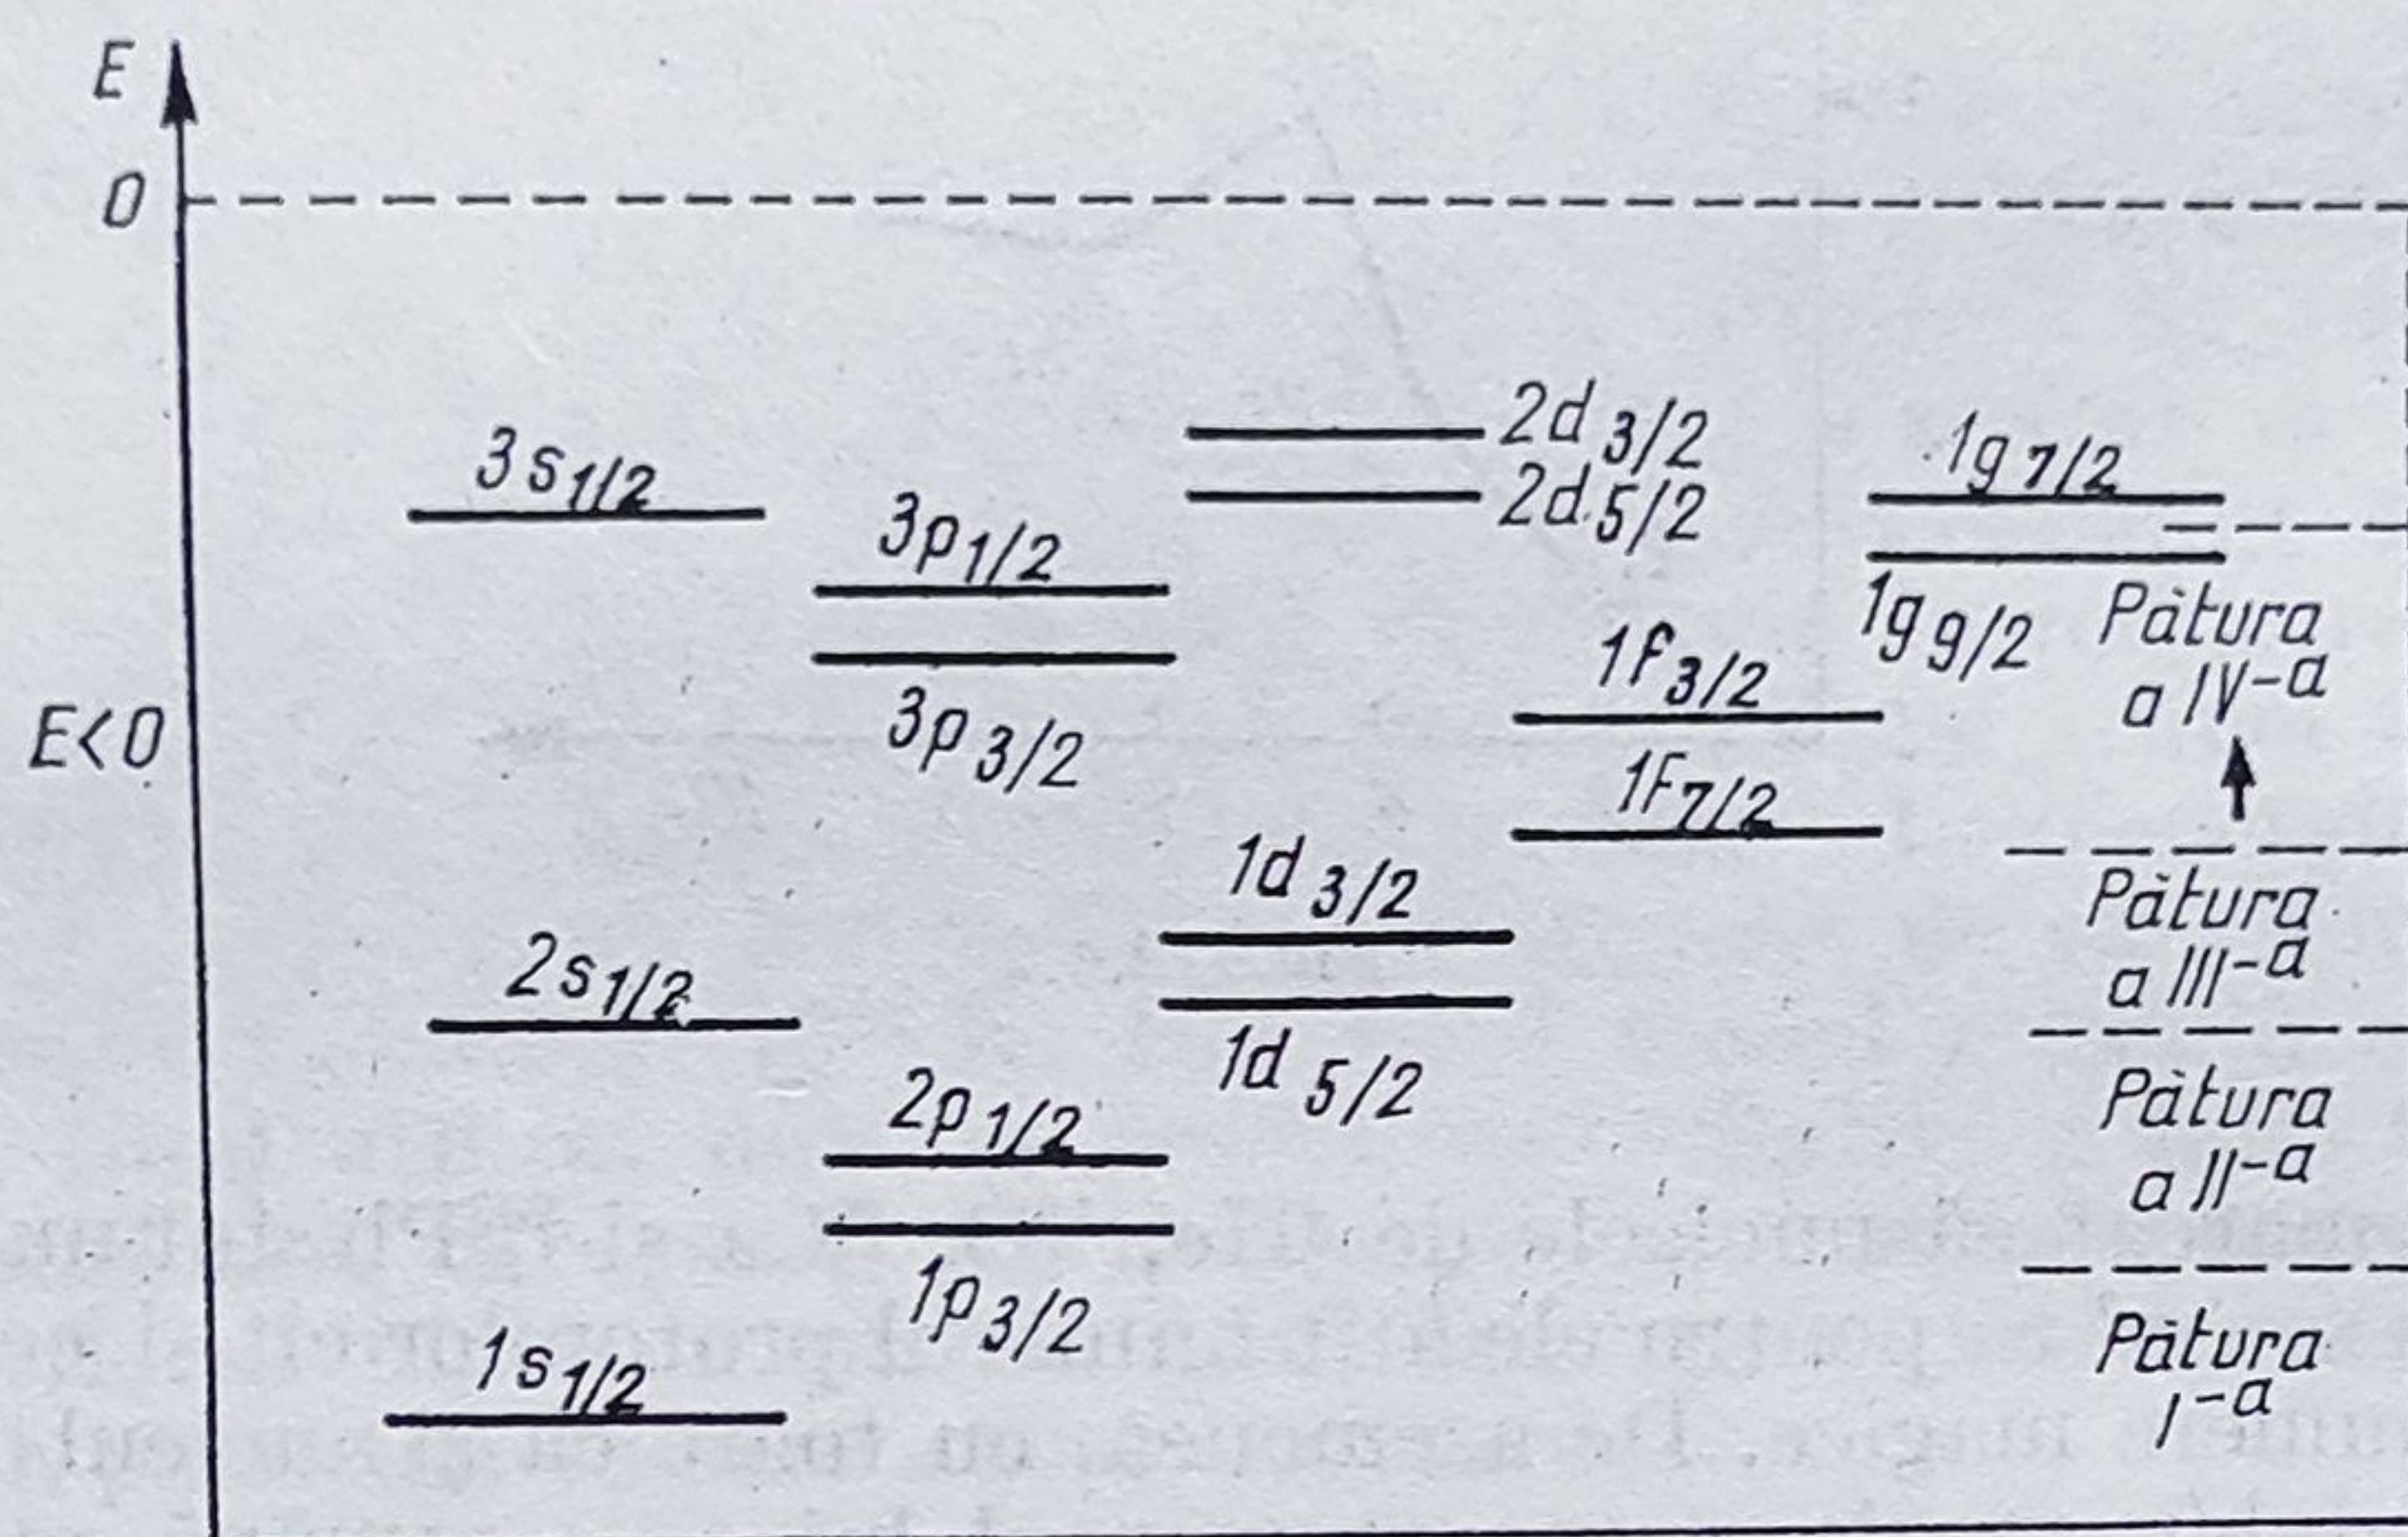 E
0
2d 3/2
3s 1/2
1g 7/2
2d 5/2
3p 1/2
1g 9/2
Pătura
a IV-a
1f 3/2
E<0
3p 3/2
1F 7/2
1d 3/2
Pătura
a III-a
2s 1/2
1d 5/2
2p 1/2
Pătura
a II-a
1p 3/2
1s 1/2
Pătura
I-a